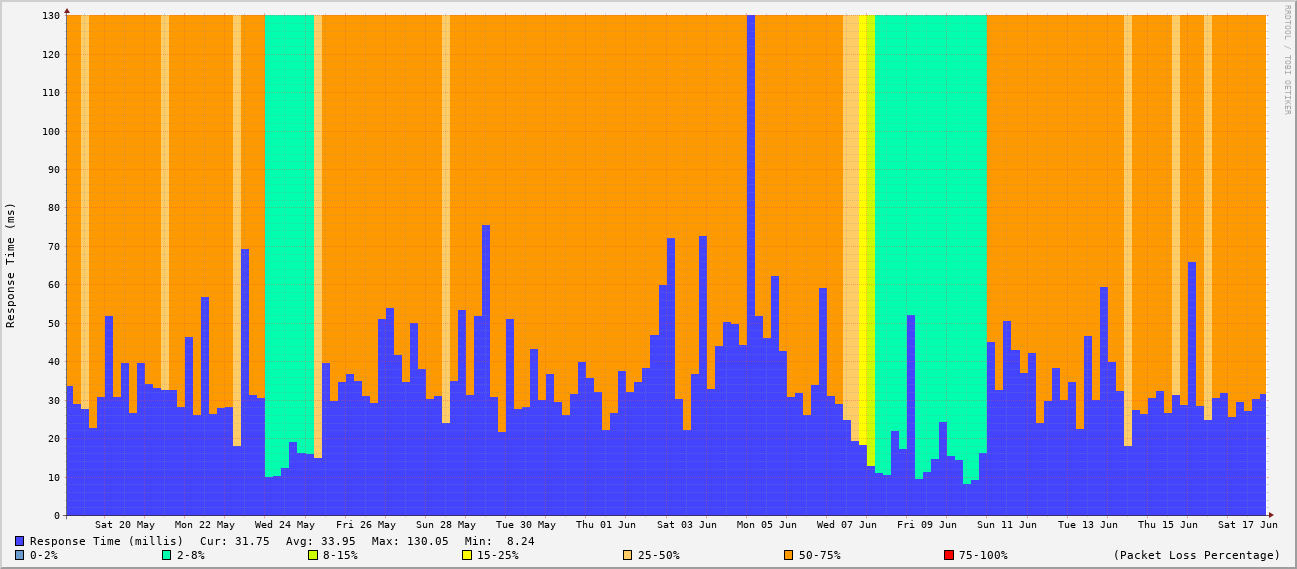 RRDTOOL / TOBI OETIKER
Response Time (ms)
130
120
110
100
90
80
70
60
50
40
30
20
10
0
Sat 20 May Mon 22 May Wed 24 May Fri 26 May Sun 28 May Tue 30 May Thu 01 Jun Sat 03 Jun Mon 05 Jun Wed 07 Jun Fri 09 Jun Sun 11 Jun Tue 13 Jun Thu 15 Jun Sat 17 Jun
Response Time (millis) Cur: 31.75 Avg: 33.95 Max: 130.05 Min: 8.24
0-2% 2-8% 8-15% 15-25% 25-50% 50-75% 75-100% (Packet Loss Percentage)